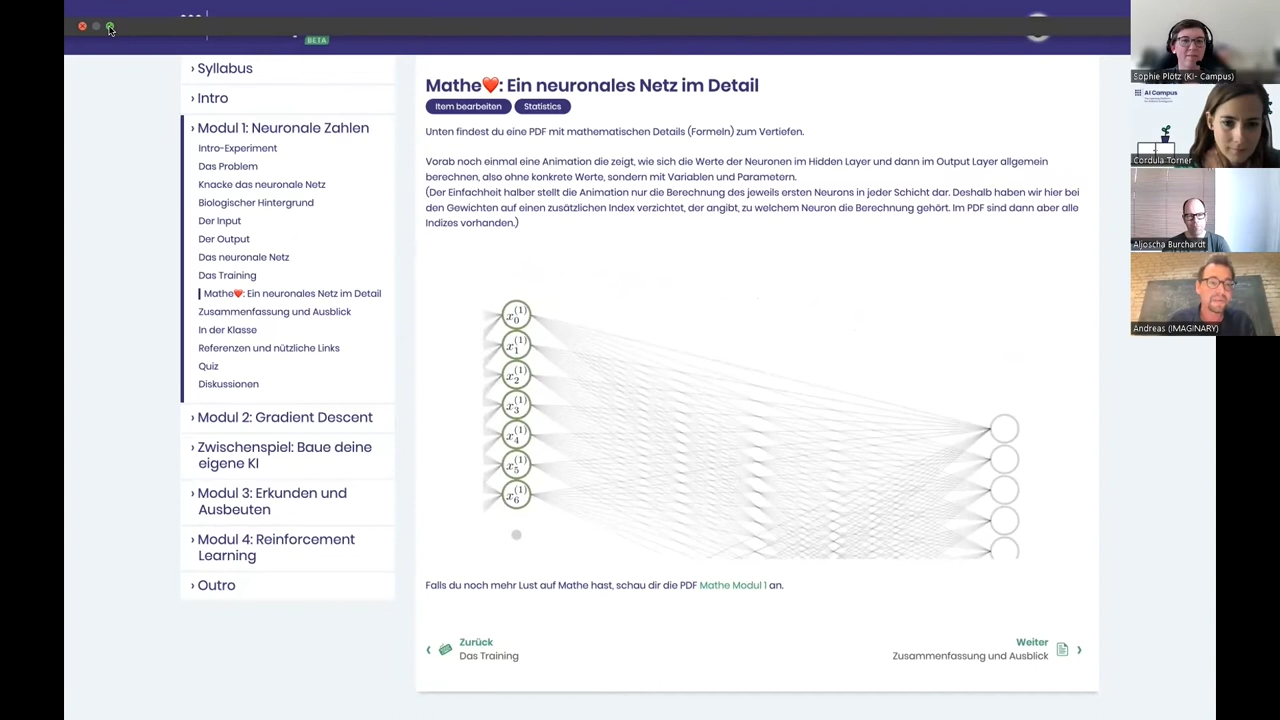 BETA
› Syllabus
› Intro
› Modul 1: Neuronale Zahlen
Intro-Experiment
Das Problem
Knacke das neuronale Netz
Biologischer Hintergrund
Der Input
Der Output
Das neuronale Netz
Das Training
Mathe❤️: Ein neuronales Netz im Detail
Zusammenfassung und Ausblick
In der Klasse
Referenzen und nützliche Links
Quiz
Diskussionen
› Modul 2: Gradient Descent
› Zwischenspiel: Baue deine
eigene KI
› Modul 3: Erkunden und
Ausbeuten
› Modul 4: Reinforcement
Learning
› Outro
Mathe❤️: Ein neuronales Netz im Detail
Item bearbeiten Statistics
Unten findest du eine PDF mit mathematischen Details (Formeln) zum Vertiefen.
Vorab noch einmal eine Animation die zeigt, wie sich die Werte der Neuronen im Hidden Layer und dann im Output Layer allgemein
berechnen, also ohne konkrete Werte, sondern mit Variablen und Parametern.
(Der Einfachheit halber stellt die Animation nur die Berechnung des jeweils ersten Neurons in jeder Schicht dar. Deshalb haben wir hier bei
den Gewichten auf einen zusätzlichen Index verzichtet, der angibt, zu welchem Neuron die Berechnung gehört. Im PDF sind dann aber alle
Indizes vorhanden.)
x₀⁽¹⁾
x₁⁽¹⁾
x₂⁽¹⁾
x₃⁽¹⁾
x₄⁽¹⁾
x₅⁽¹⁾
x₆⁽¹⁾
Falls du noch mehr Lust auf Mathe hast, schau dir die PDF Mathe Modul 1 an.
Zurück
Das Training
Weiter
Zusammenfassung und Ausblick
Sophie Plötz (KI- Campus)
AI Campus
Cordula Torner
Aljoscha Burchardt
Andreas (IMAGINARY)